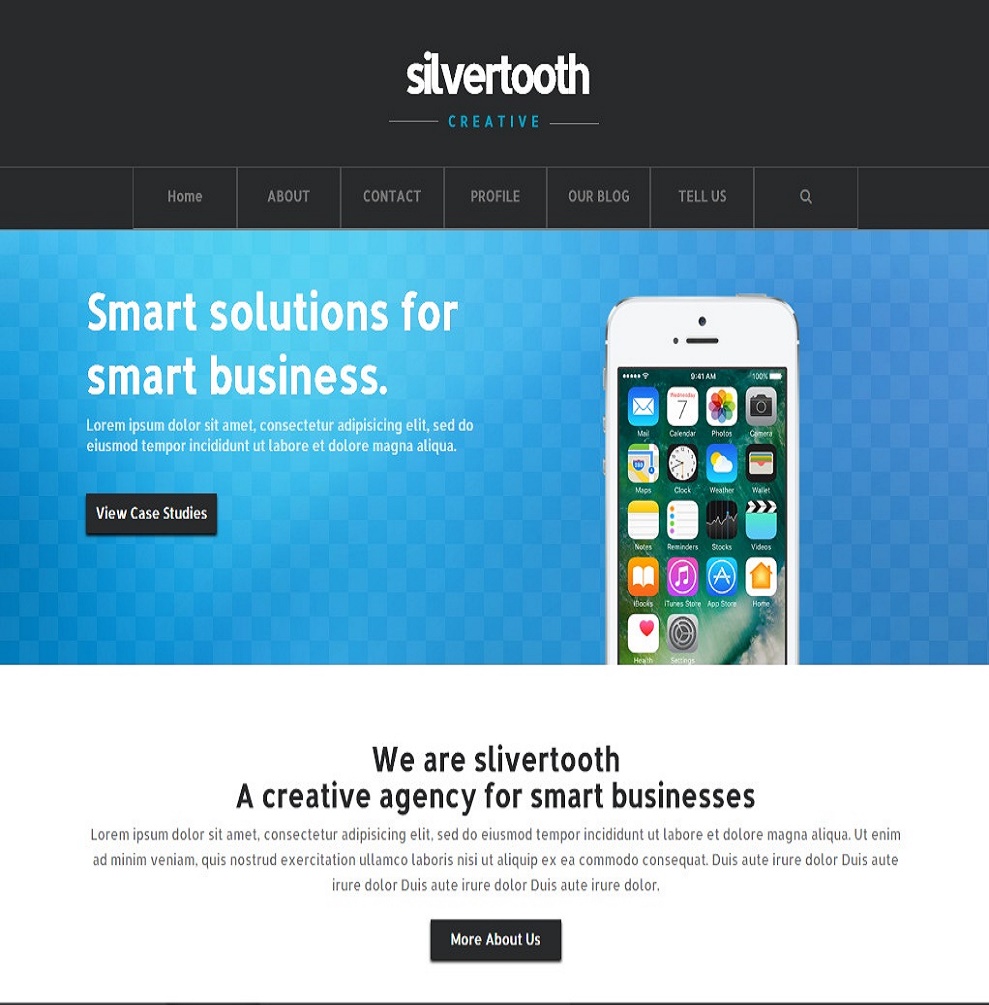 silvertooth
CREATIVE
Home ABOUT CONTACT PROFILE OUR BLOG TELL US
Smart solutions for
smart business.
Lorem ipsum dolor sit amet, consectetur adipisicing elit, sed do
eiusmod tempor incididunt ut labore et dolore magna aliqua.
View Case Studies
9:41 AM 100%
Wednesday
7
Mail Calendar Photos Camera
280
Maps Clock Weather Wallet
Notes Reminders Stocks Videos
iBooks iTunes Store App Store Home
Health Settings
We are slivertooth
A creative agency for smart businesses
Lorem ipsum dolor sit amet, consectetur adipisicing elit, sed do eiusmod tempor incididunt ut labore et dolore magna aliqua. Ut enim
ad minim veniam, quis nostrud exercitation ullamco laboris nisi ut aliquip ex ea commodo consequat. Duis aute irure dolor Duis aute
irure dolor Duis aute irure dolor Duis aute irure dolor.
More About Us